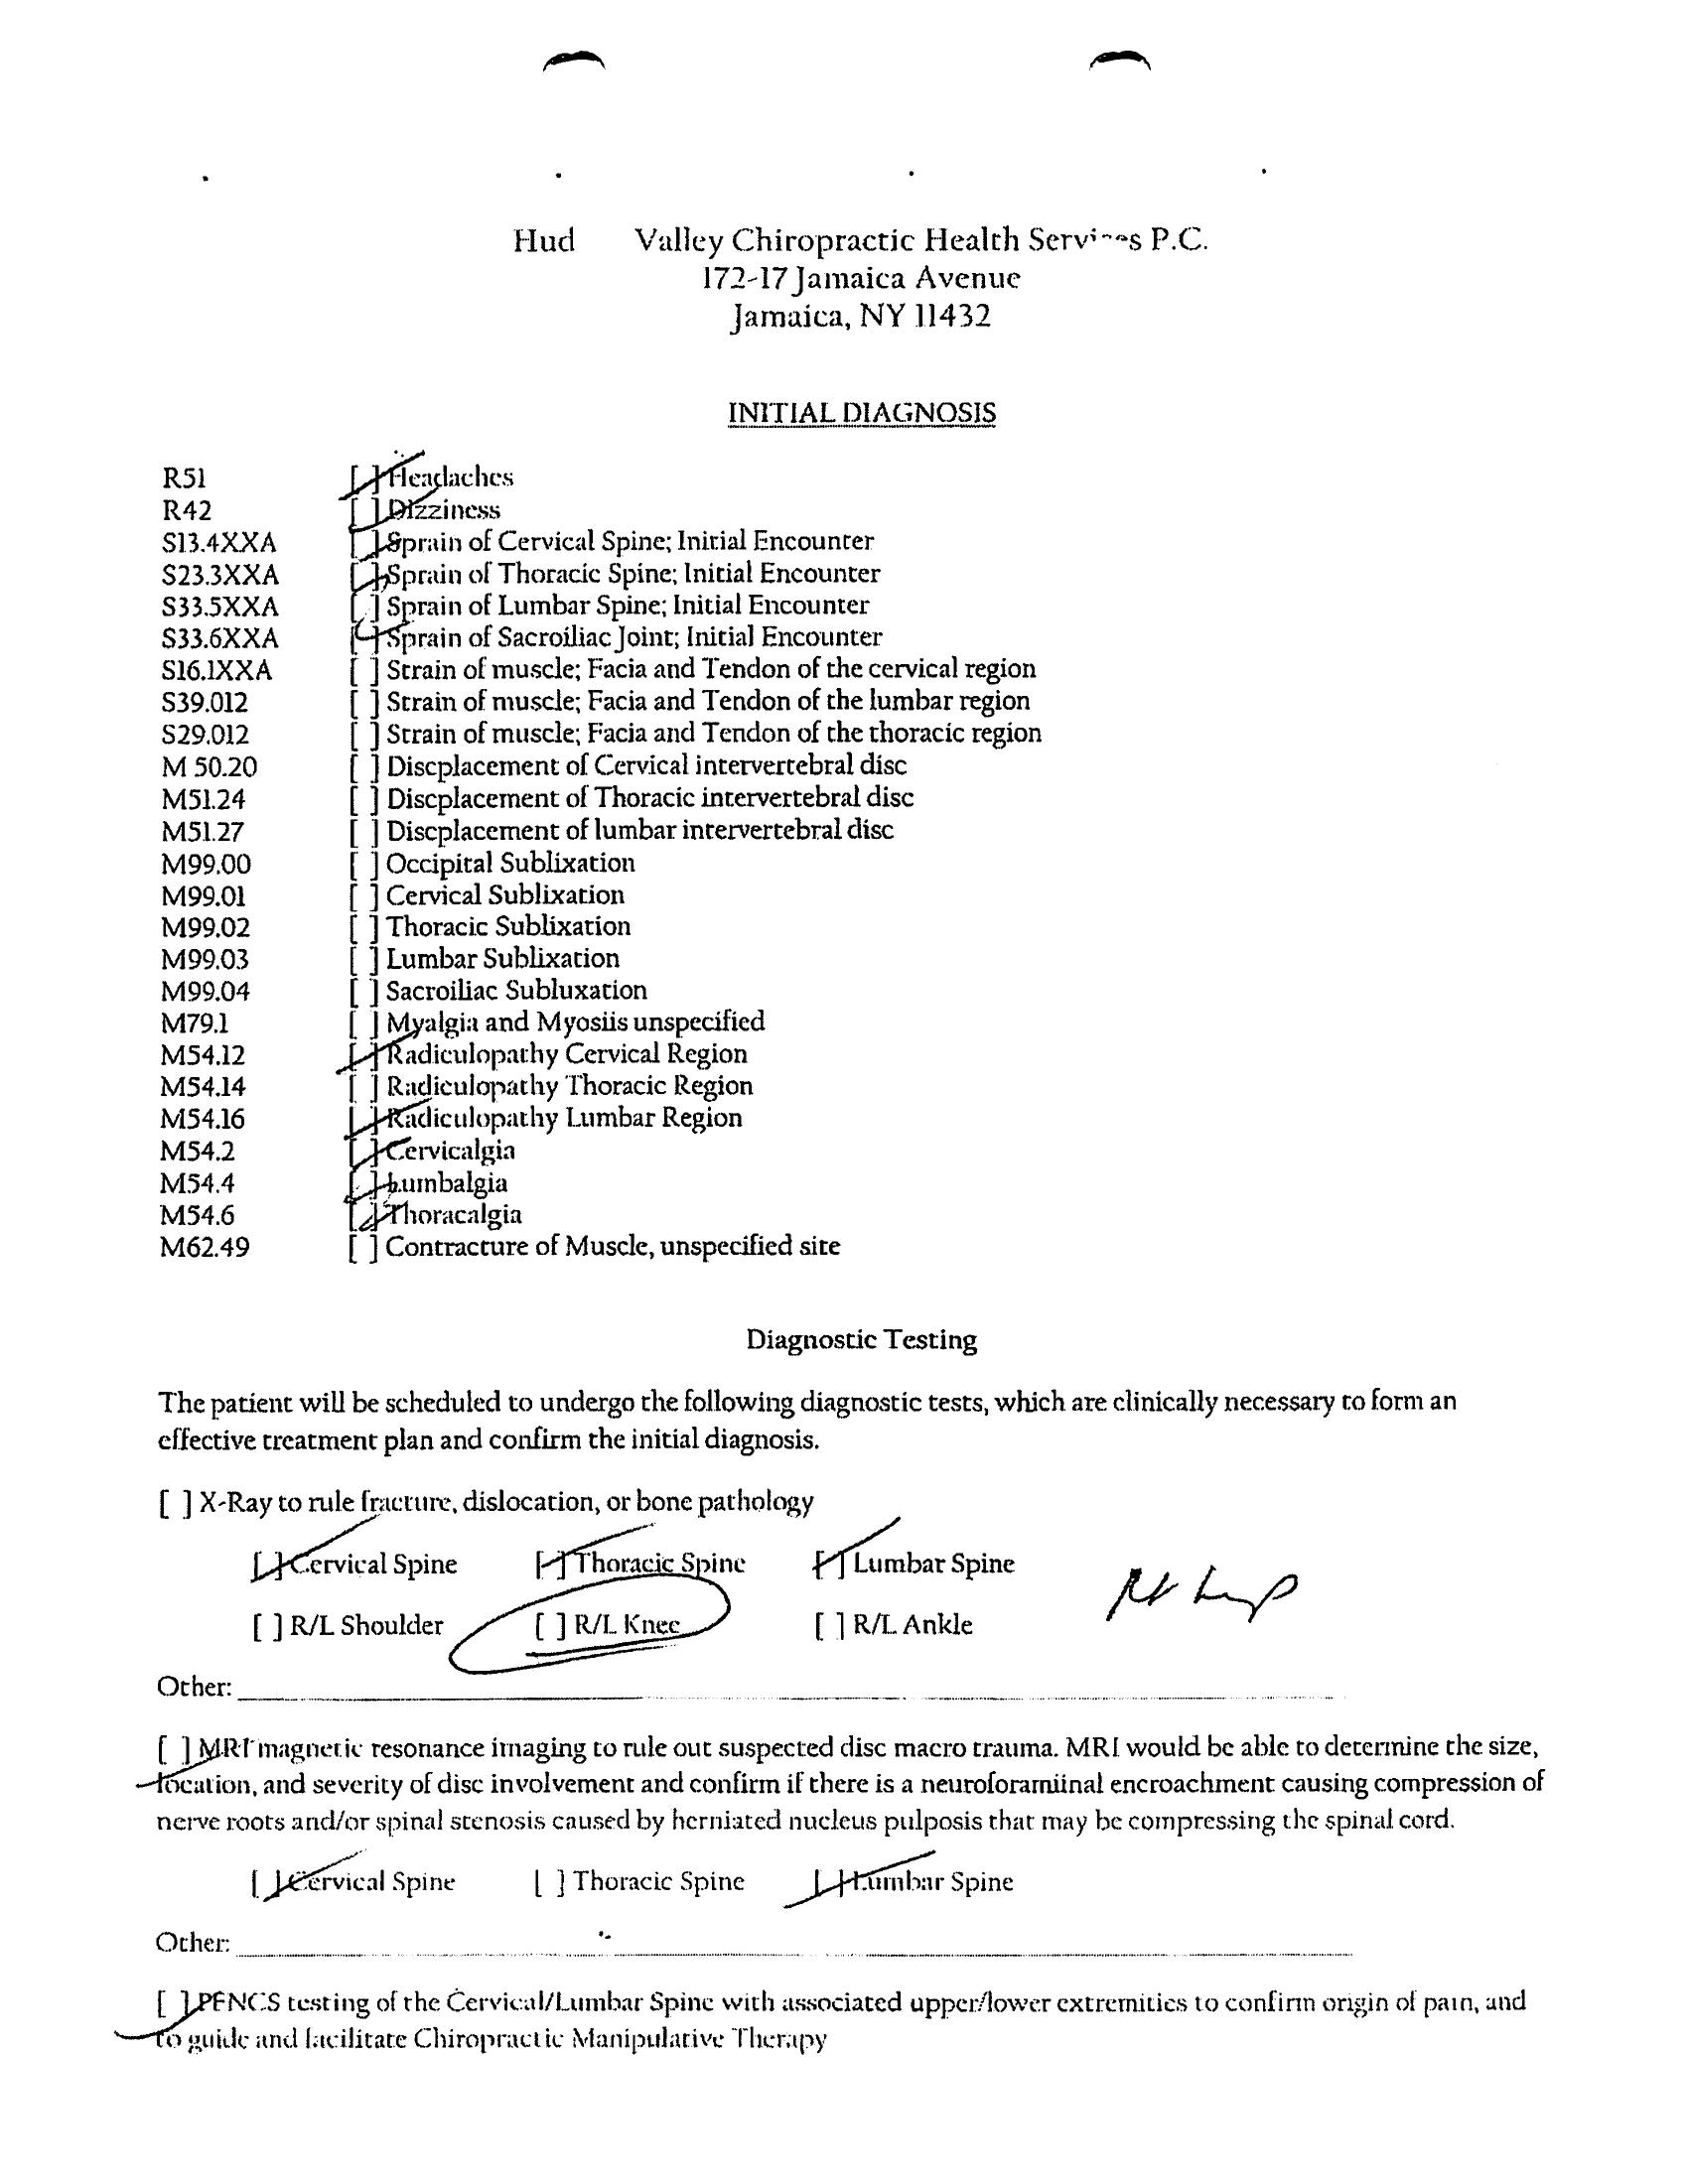 Hud Valley Chiropractic Health Services P.C.
172-17 Jamaica Avenue
Jamaica, NY 11432
INITIAL DIAGNOSIS
R51 [ ] Headaches
R42 [ ] Dizziness
S13.4XXA [ ] Sprain of Cervical Spine; Initial Encounter
S23.3XXA [ ] Sprain of Thoracic Spine; Initial Encounter
S33.5XXA [ ] Sprain of Lumbar Spine; Initial Encounter
S33.6XXA [ ] Sprain of Sacroiliac Joint; Initial Encounter
S16.1XXA [ ] Strain of muscle; Facia and Tendon of the cervical region
S39.012 [ ] Strain of muscle; Facia and Tendon of the lumbar region
S29.012 [ ] Strain of muscle; Facia and Tendon of the thoracic region
M 50.20 [ ] Discplacement of Cervical intervertebral disc
M51.24 [ ] Discplacement of Thoracic intervertebral disc
M51.27 [ ] Discplacement of lumbar intervertebral disc
M99.00 [ ] Occipital Sublixation
M99.01 [ ] Cervical Sublixation
M99.02 [ ] Thoracic Sublixation
M99.03 [ ] Lumbar Sublixation
M99.04 [ ] Sacroiliac Subluxation
M79.1 [ ] Myalgia and Myosiis unspecified
M54.12 [ ] Radiculopathy Cervical Region
M54.14 [ ] Radiculopathy Thoracic Region
M54.16 [ ] Radiculopathy Lumbar Region
M54.2 [ ] Cervicalgia
M54.4 [ ] Lumbalgia
M54.6 [ ] Thoracalgia
M62.49 [ ] Contracture of Muscle, unspecified site
Diagnostic Testing
The patient will be scheduled to undergo the following diagnostic tests, which are clinically necessary to form an
effective treatment plan and confirm the initial diagnosis.
[ ] X-Ray to rule fracture, dislocation, or bone pathology
[ ] Cervical Spine [ ] Thoracic Spine [ ] Lumbar Spine
[ ] R/L Shoulder [ ] R/L Knee [ ] R/L Ankle
Other:
[ ] MRI magnetic resonance imaging to rule out suspected disc macro trauma. MRI would be able to determine the size,
location, and severity of disc involvement and confirm if there is a neuroforamiinal encroachment causing compression of
nerve roots and/or spinal stenosis caused by herniated nucleus pulposis that may be compressing the spinal cord.
[ ] Cervical Spine [ ] Thoracic Spine [ ] Lumbar Spine
Other:
[ ] PFNCS testing of the Cervical/Lumbar Spine with associated upper/lower extremities to confirm origin of pain, and
to guide and facilitate Chiropractic Manipulative Therapy